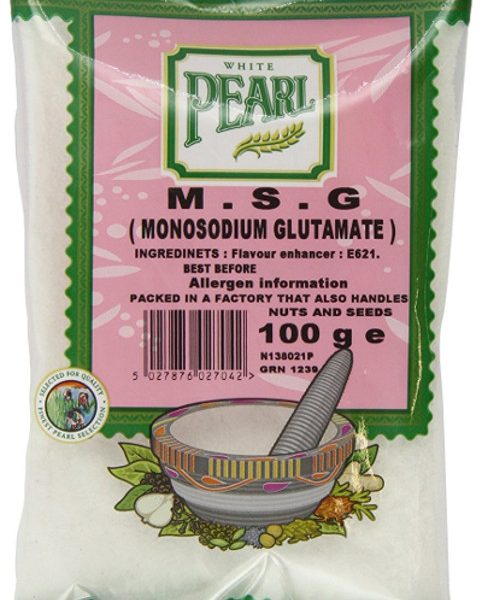 WHITE
PEARL
M . S . G
( MONOSODIUM GLUTAMATE )
INGREDINETS : Flavour enhancer : E621.
BEST BEFORE
Allergen information
PACKED IN A FACTORY THAT ALSO HANDLES
NUTS AND SEEDS
100 g e
N138021P
GRN 1239
5 027876 027042 >
SELECTED FOR QUALITY
FINEST PEARL SELECTION